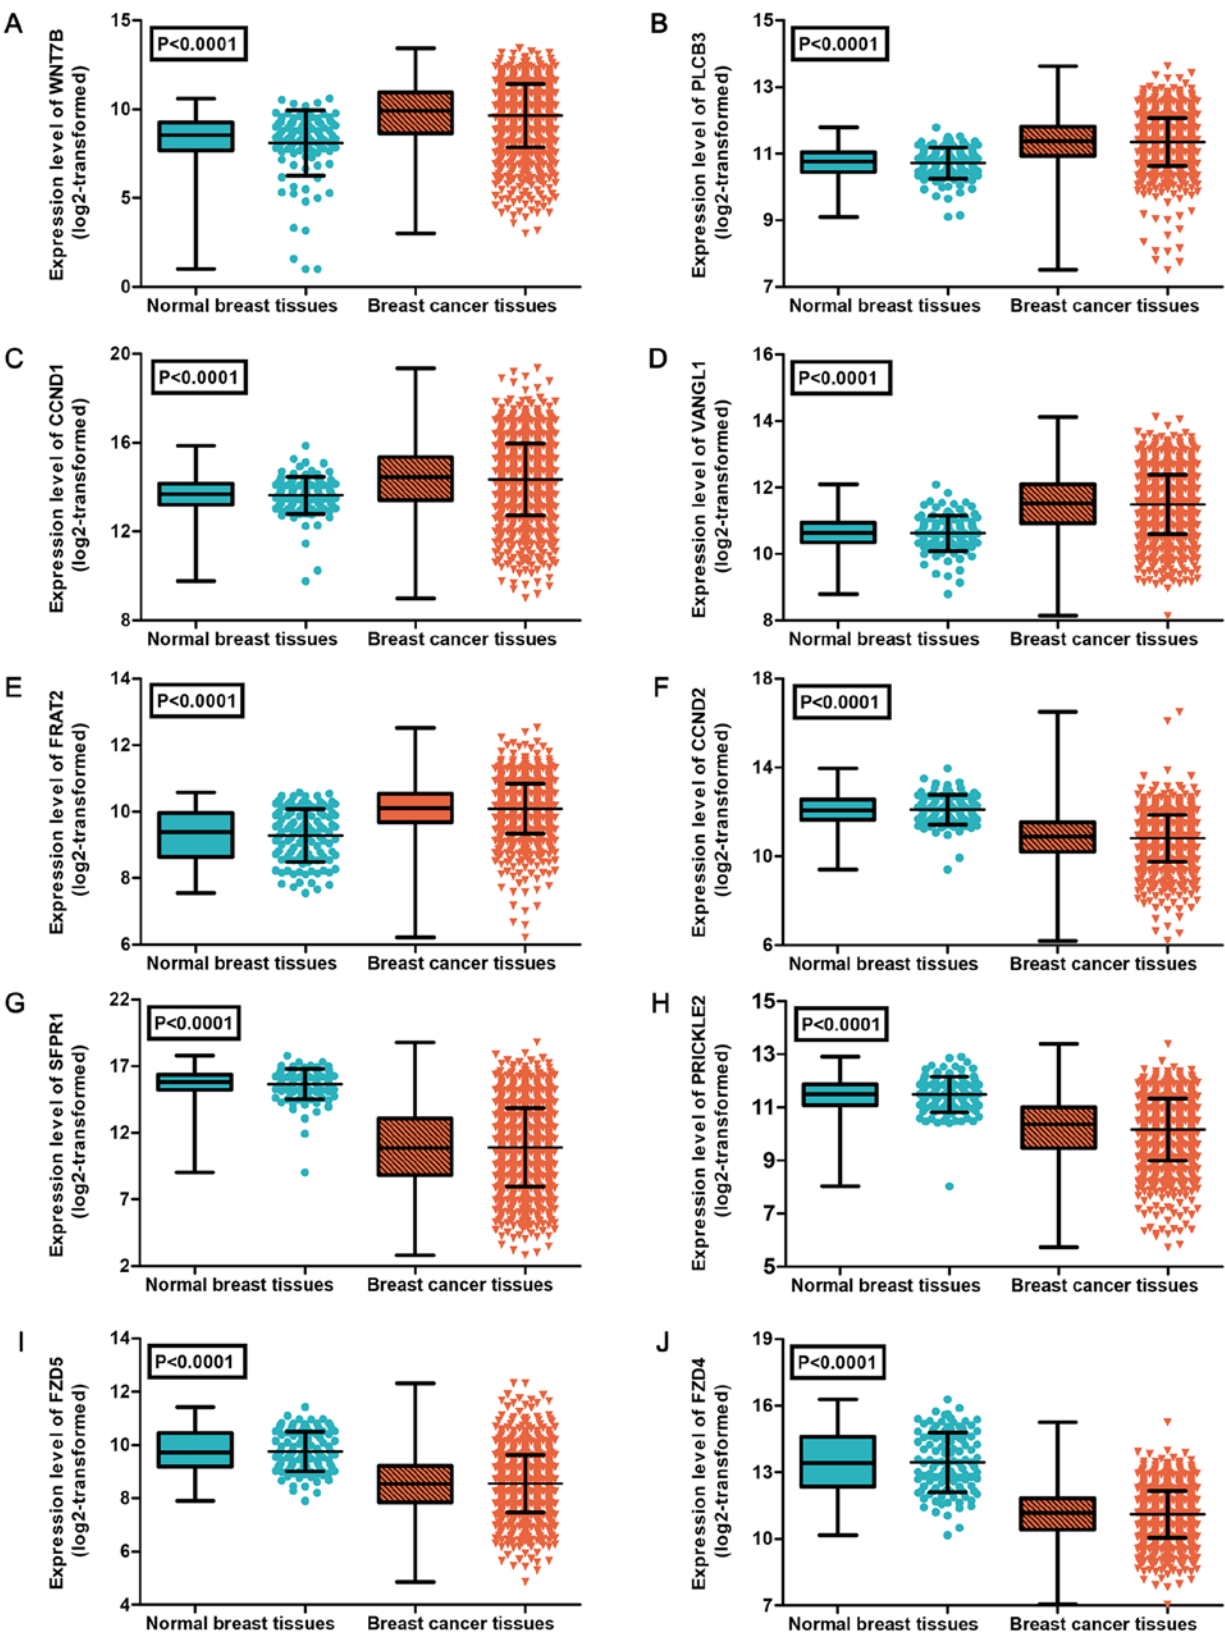 A
Expression level of WNT7B
(log2-transformed)
15
10
5
0
P<0.0001
Normal breast tissues
Breast cancer tissues
B
Expression level of PLCB3
(log2-transformed)
15
13
11
9
7
P<0.0001
Normal breast tissues
Breast cancer tissues
C
Expression level of CCND1
(log2-transformed)
20
16
12
8
P<0.0001
Normal breast tissues
Breast cancer tissues
D
Expression level of VANGL1
(log2-transformed)
16
14
12
10
8
P<0.0001
Normal breast tissues
Breast cancer tissues
E
Expression level of FRAT2
(log2-transformed)
14
12
10
8
6
P<0.0001
Normal breast tissues
Breast cancer tissues
F
Expression level of CCND2
(log2-transformed)
18
14
10
6
P<0.0001
Normal breast tissues
Breast cancer tissues
G
Expression level of SFPR1
(log2-transformed)
22
17
12
7
2
P<0.0001
Normal breast tissues
Breast cancer tissues
H
Expression level of PRICKLE2
(log2-transformed)
15
13
11
9
7
5
P<0.0001
Normal breast tissues
Breast cancer tissues
I
Expression level of FZD5
(log2-transformed)
14
12
10
8
6
4
P<0.0001
Normal breast tissues
Breast cancer tissues
J
Expression level of FZD4
(log2-transformed)
19
16
13
10
7
P<0.0001
Normal breast tissues
Breast cancer tissues